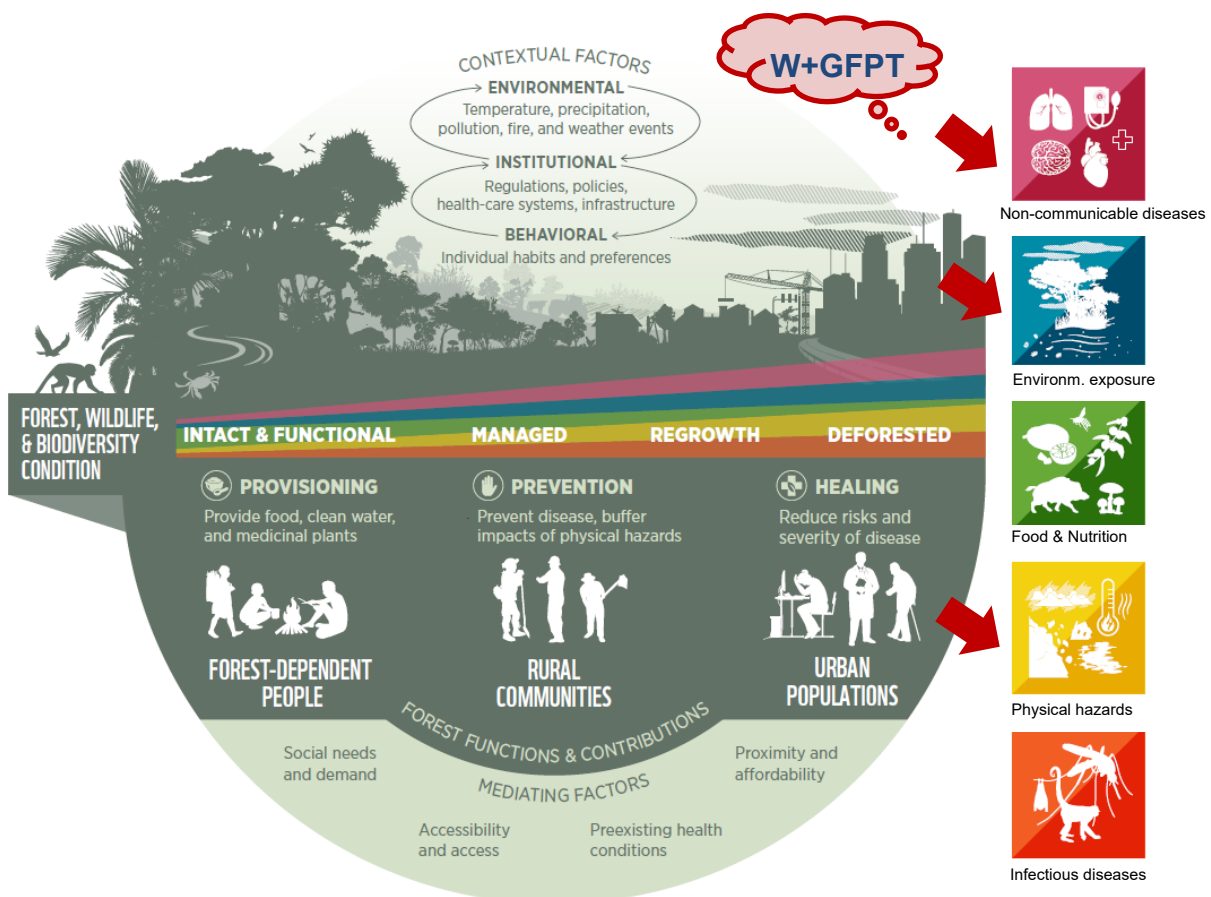 CONTEXTUAL FACTORS
ENVIRONMENTAL
Temperature, precipitation,
pollution, fire, and weather events
INSTITUTIONAL
Regulations, policies,
health-care systems, infrastructure
BEHAVIORAL
Individual habits and preferences
W+GFPT
Non-communicable diseases
Environm. exposure
Food & Nutrition
Physical hazards
Infectious diseases
FOREST, WILDLIFE,
& BIODIVERSITY
CONDITION
INTACT & FUNCTIONAL
MANAGED
REGROWTH
DEFORESTED
PROVISIONING
Provide food, clean water,
and medicinal plants
PREVENTION
Prevent disease, buffer
impacts of physical hazards
HEALING
Reduce risks and
severity of disease
FOREST-DEPENDENT
PEOPLE
RURAL
COMMUNITIES
URBAN
POPULATIONS
FOREST FUNCTIONS & CONTRIBUTIONS
MEDIATING FACTORS
Social needs
and demand
Accessibility
and access
Preexisting health
conditions
Proximity and
affordability